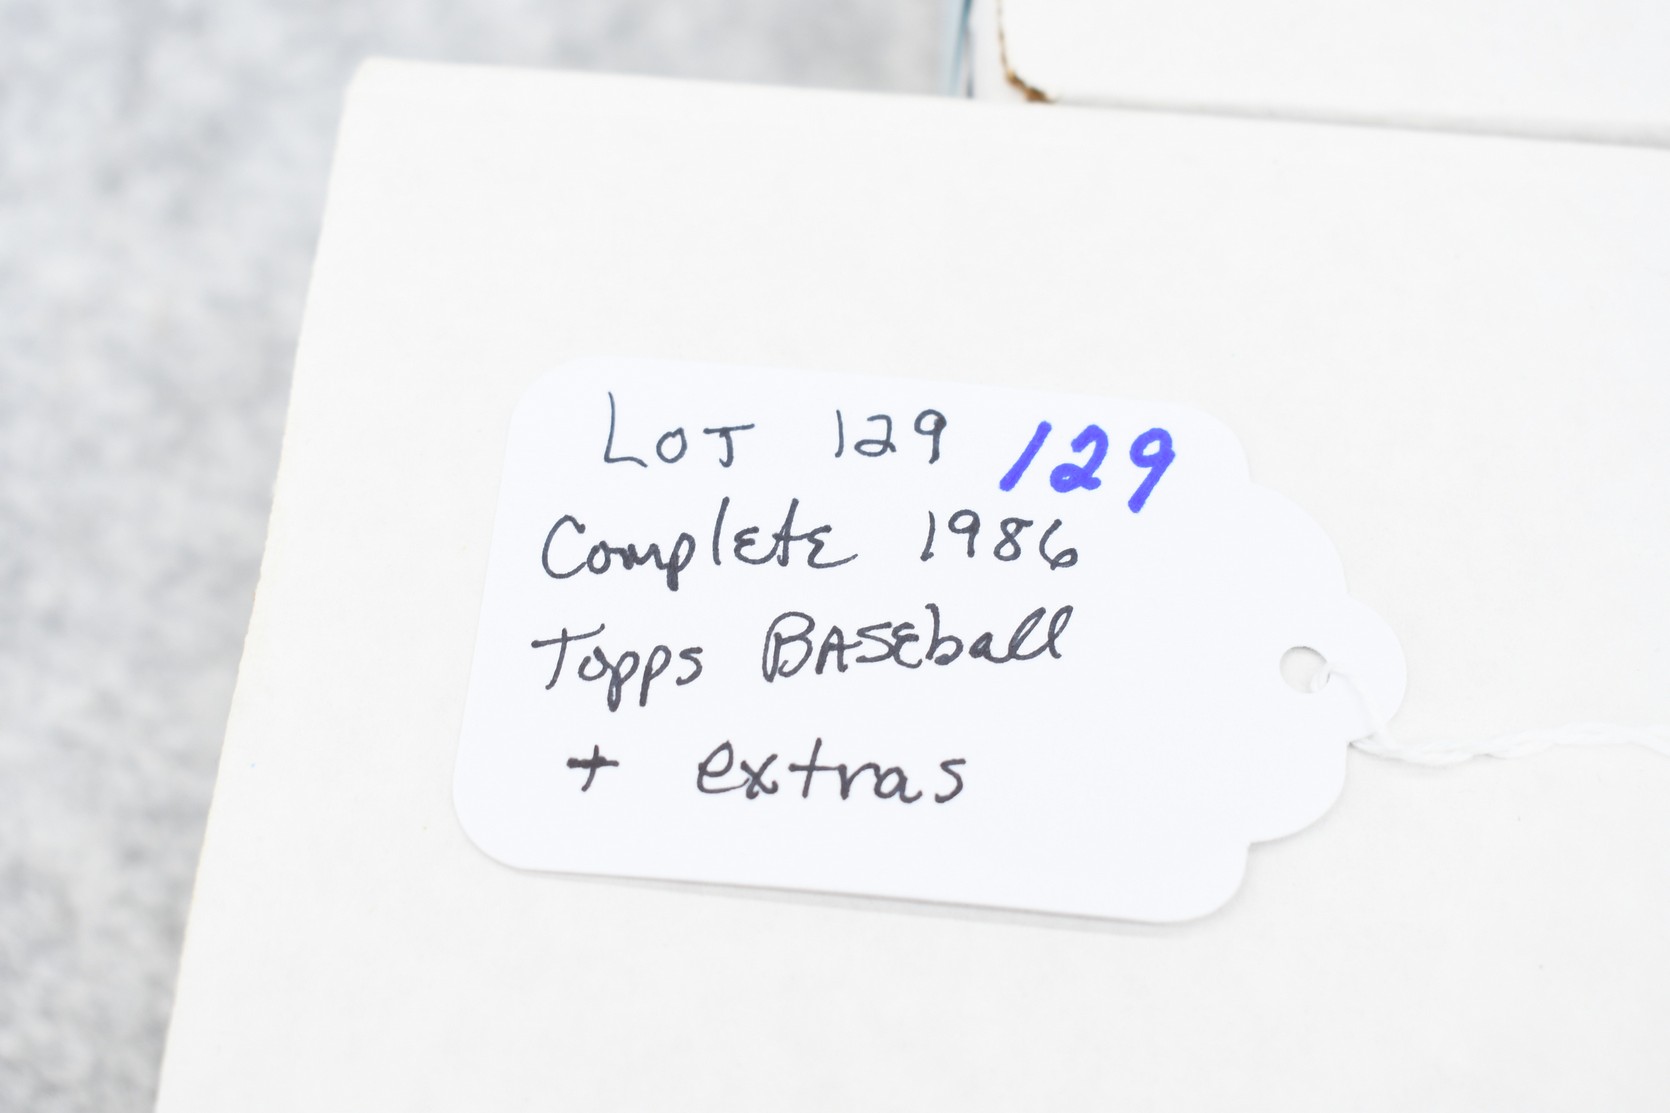 Lot 129 129
Complete 1986
Topps Baseball
+ extras